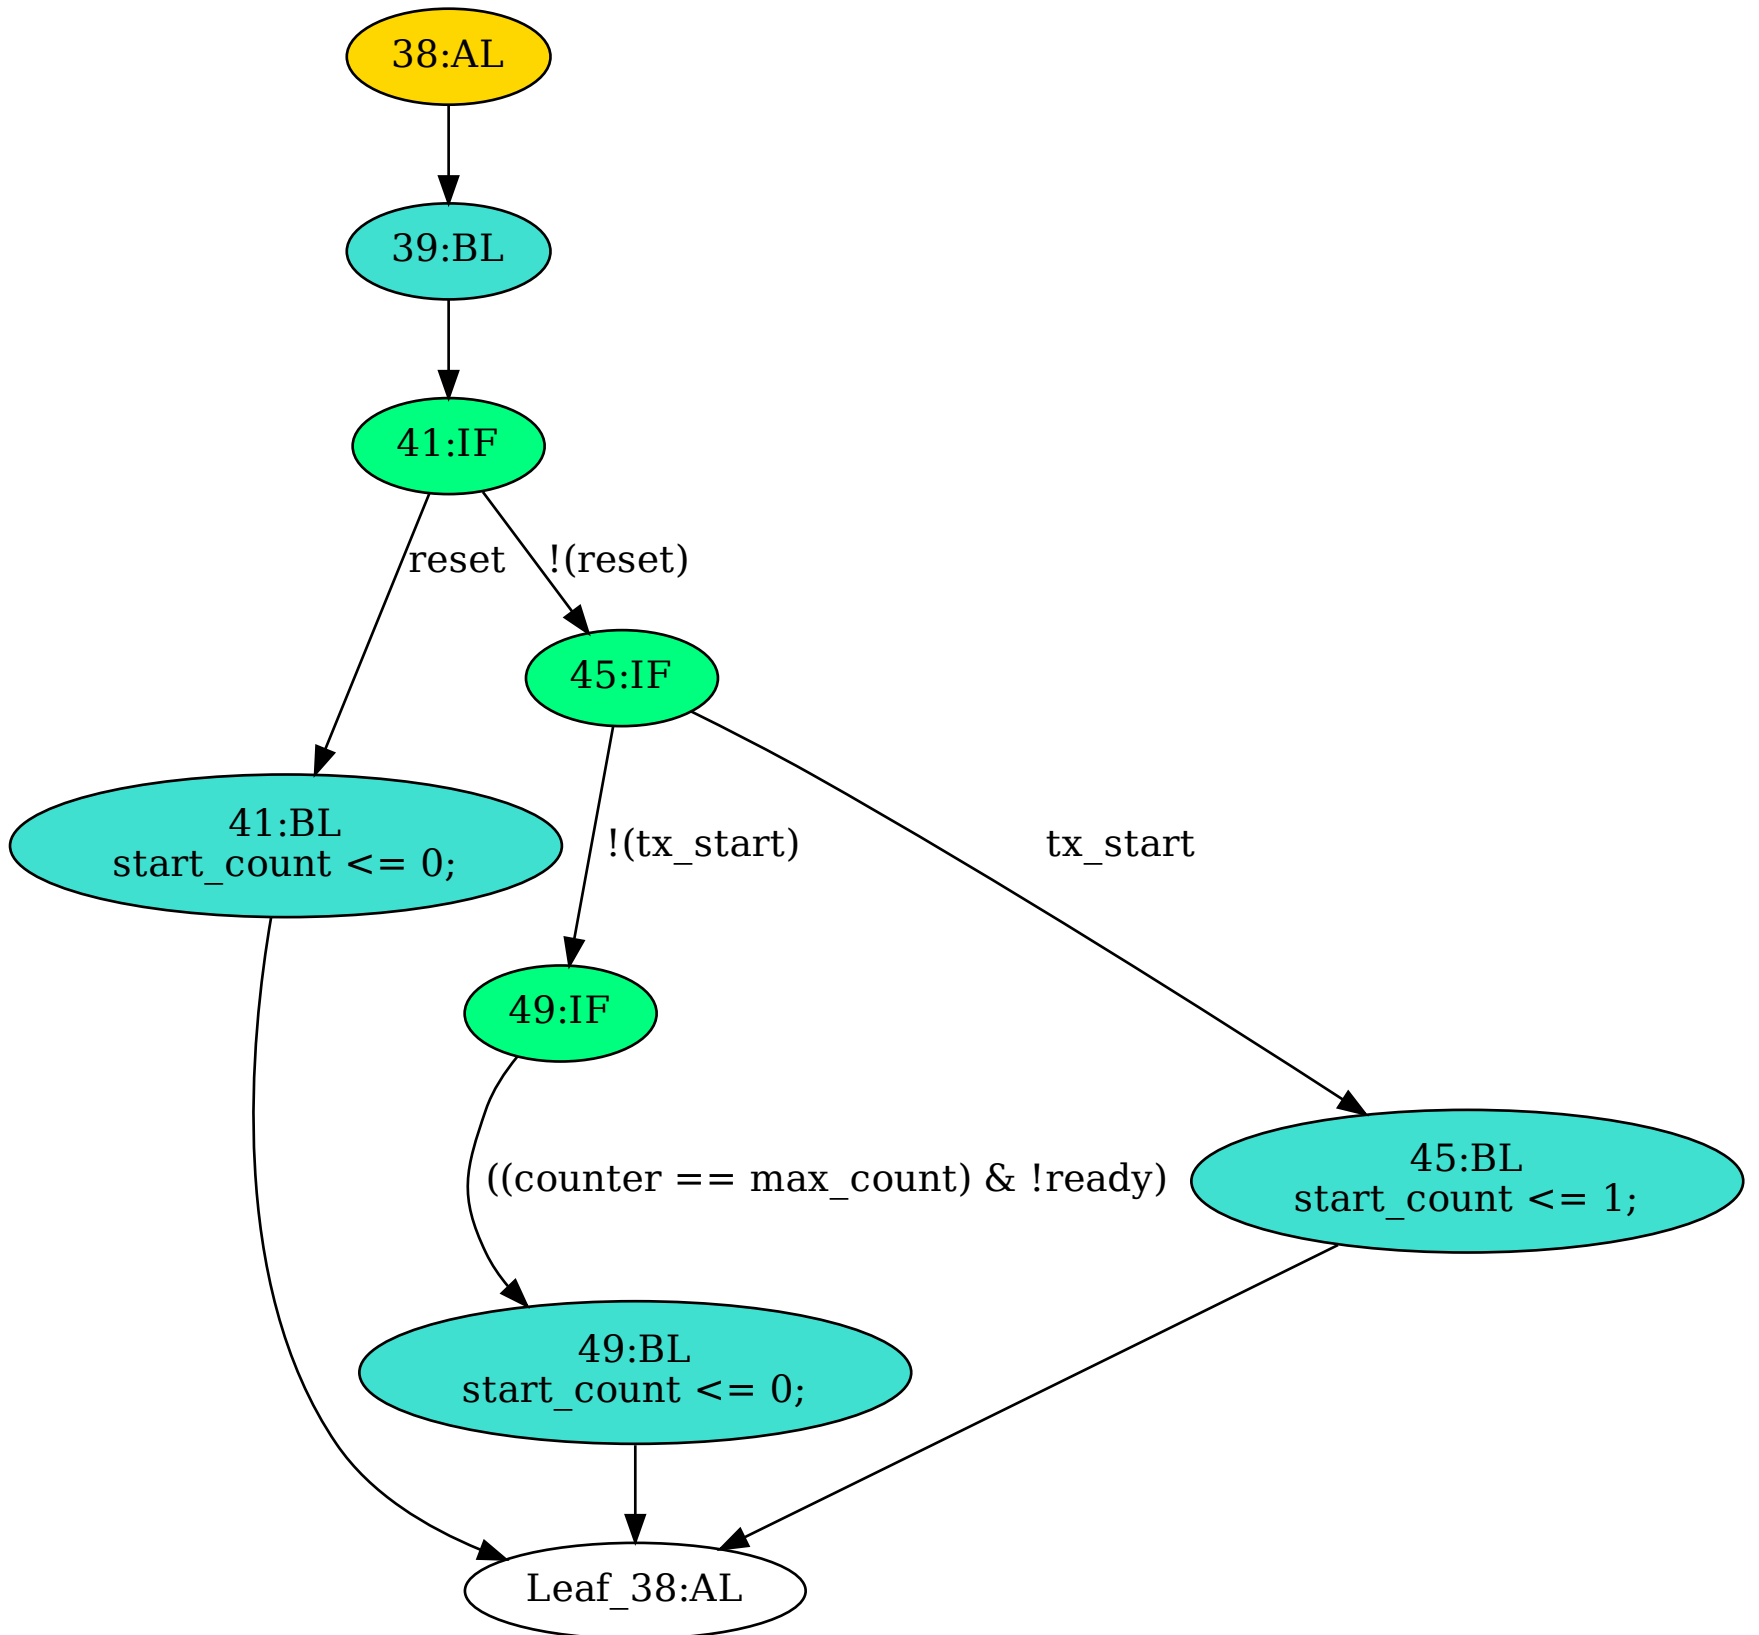 38:AL
39:BL
41:IF
reset
!(reset)
45:IF
41:BL
start_count <= 0;
!(tx_start)
tx_start
49:IF
((counter == max_count) & !ready)
45:BL
start_count <= 1;
49:BL
start_count <= 0;
Leaf_38:AL